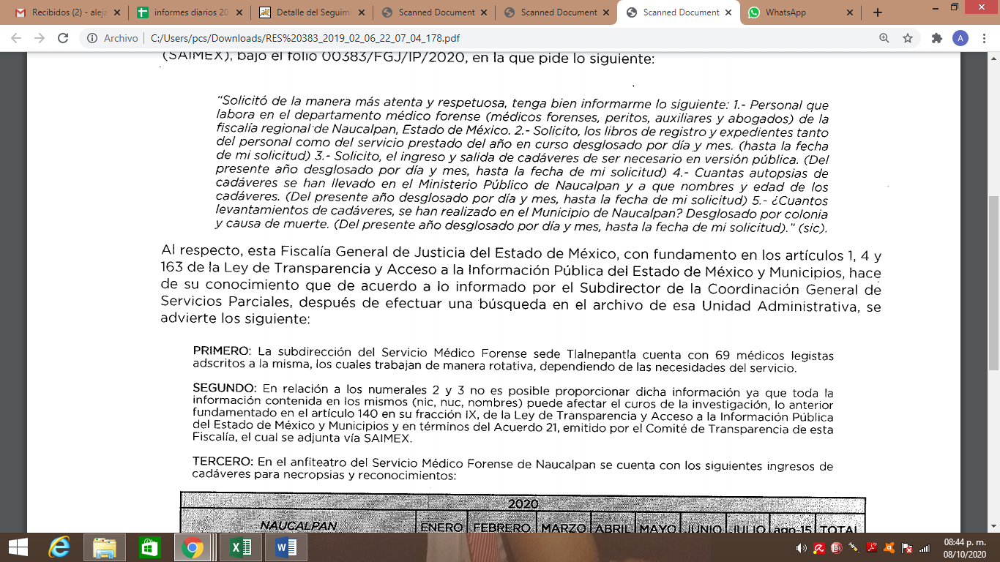 Recibidos (2) - aleja
informes diarios 20
Detalle del Seguimi
Scanned Document
Scanned Document
Scanned Document
WhatsApp
Archivo
C:/Users/pcs/Downloads/RES%20383_2019_02_06_22_07_04_178.pdf
A
(SAIMEX), bajo el folio 00383/FGJ/IP/2020, en la que pide lo siguiente:
"Solicitó de la manera más atenta y respetuosa, tenga bien informarme lo siguiente: 1.- Personal que
labora en el departamento médico forense (médicos forenses, peritos, auxiliares y abogados) de la
fiscalía regional de Naucalpan, Estado de México. 2.- Solicito, los libros de registro y expedientes tanto
del personal como del servicio prestado del año en curso desglosado por día y mes. (hasta la fecha
de mi solicitud) 3.- Solicito, el ingreso y salida de cadáveres de ser necesario en versión pública. (Del
presente año desglosado por día y mes, hasta la fecha de mi solicitud) 4.- Cuantas autopsias de
cadáveres se han llevado en el Ministerio Público de Naucalpan y a que nombres y edad de los
cadáveres. (Del presente año desglosado por día y mes, hasta la fecha de mi solicitud) 5.- ¿Cuantos
levantamientos de cadáveres, se han realizado en el Municipio de Naucalpan? Desglosado por colonia
y causa de muerte. (Del presente año desglosado por día y mes, hasta la fecha de mi solicitud)." (sic).
Al respecto, esta Fiscalía General de Justicia del Estado de México, con fundamento en los artículos 1, 4 y
163 de la Ley de Transparencia y Acceso a la Información Pública del Estado de México y Municipios, hace
de su conocimiento que de acuerdo a lo informado por el Subdirector de la Coordinación General de
Servicios Parciales, después de efectuar una búsqueda en el archivo de esa Unidad Administrativa, se
advierte los siguiente:
PRIMERO: La subdirección del Servicio Médico Forense sede Tlalnepantla cuenta con 69 médicos legistas
adscritos a la misma, los cuales trabajan de manera rotativa, dependiendo de las necesidades del servicio.
SEGUNDO: En relación a los numerales 2 y 3 no es posible proporcionar dicha información ya que toda la
información contenida en los mismos (nic, nuc, nombres) puede afectar el curos de la investigación, lo anterior
fundamentado en el artículo 140 en su fracción IX, de la Ley de Transparencia y Acceso a la Información Pública
del Estado de México y Municipios y en términos del Acuerdo 21, emitido por el Comité de Transparencia de esta
Fiscalía, el cual se adjunta vía SAIMEX.
TERCERO: En el anfiteatro del Servicio Médico Forense de Naucalpan se cuenta con los siguientes ingresos de
cadáveres para necropsias y reconocimientos:
2020
NAUCALPAN ENERO FEBRERO MARZO ABRIL MAYO JUNIO JULIO ago-15 TOTAL
08:44 p. m.
08/10/2020